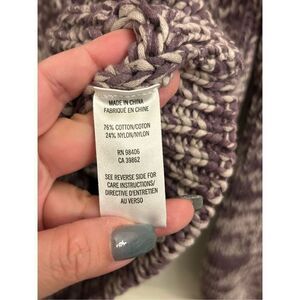 MADE IN CHINA
FABRIQUÉ EN CHINE
76% COTTON/COTON
24% NYLON/NYLON
RN 98406
CA 39862
SEE REVERSE SIDE FOR
CARE INSTRUCTIONS/
DIRECTIVE D'ENTRETIEN
AU VERSO